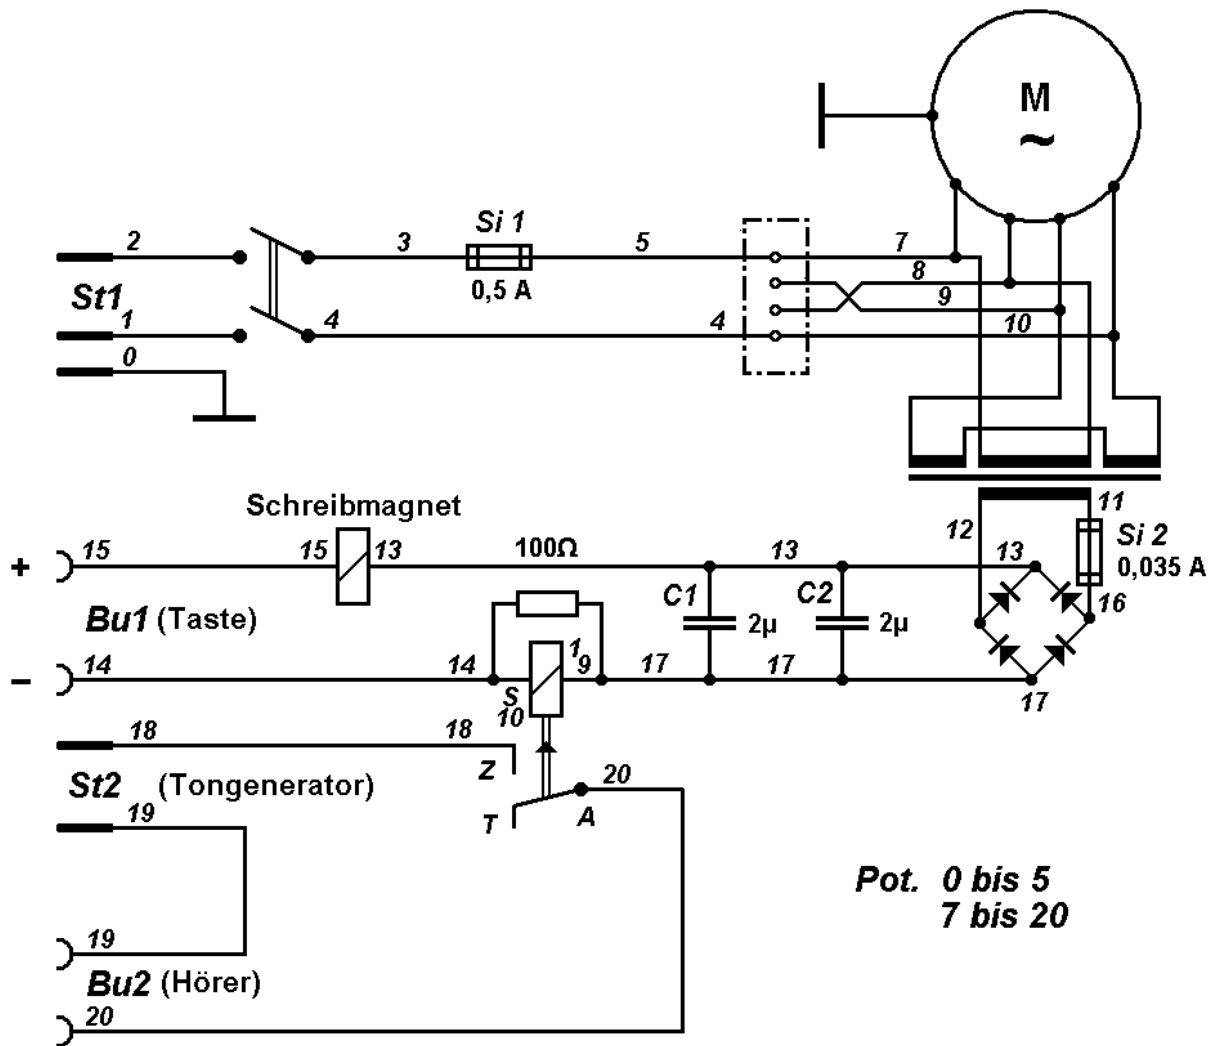 M
~
Si 1
2
3
5
7
0,5 A
8
St1
9
1
4
4
10
0
Schreibmagnet
11
12
Si 2
+
15
15
13
100Ω
13
13
0,035 A
C1
C2
16
Bu1 (Taste)
2µ
2µ
1
–
14
14
9
17
17
S
17
10
18
18
Z
20
St2 (Tongenerator)
19
T
A
Pot. 0 bis 5
7 bis 20
19
Bu2 (Hörer)
20